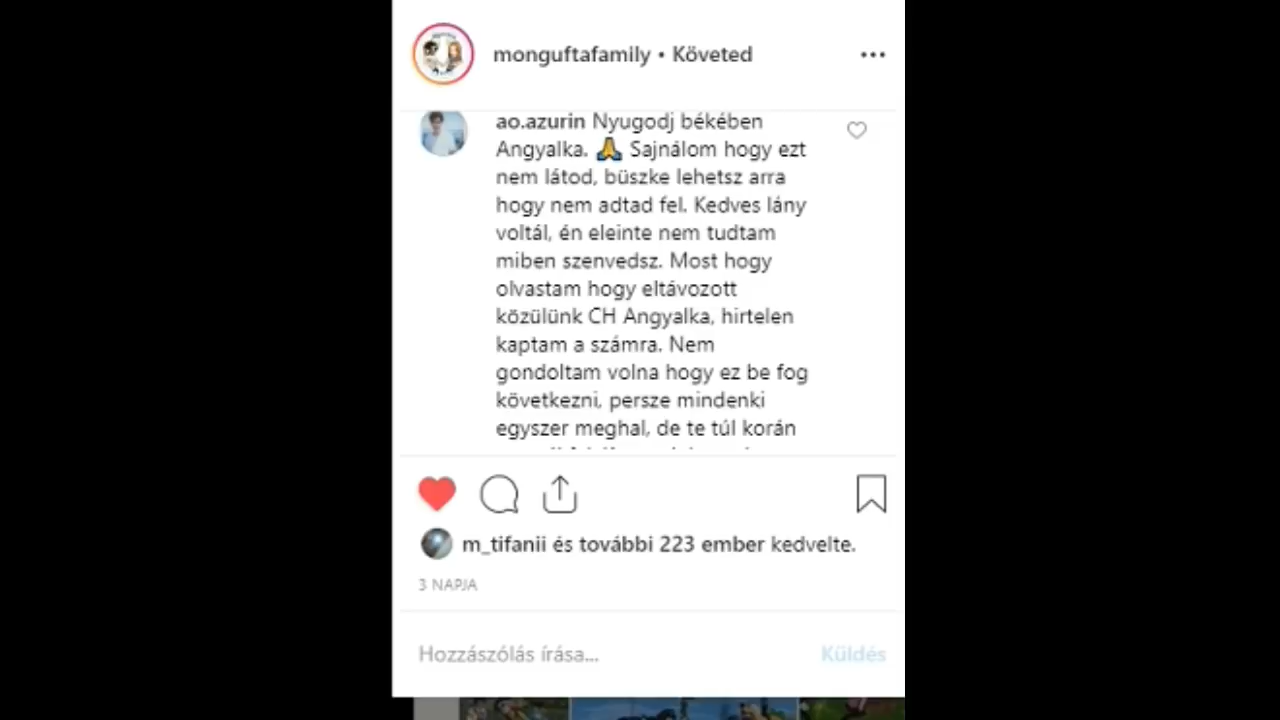 monguftafamily • Követed
ao.azurin Nyugodj békében
Angyalka. 🙏 Sajnálom hogy ezt
nem látod, büszke lehetsz arra
hogy nem adtad fel. Kedves lány
voltál, én eleinte nem tudtam
miben szenvedsz. Most hogy
olvastam hogy eltávozott
közülünk CH Angyalka, hirtelen
kaptam a számra. Nem
gondoltam volna hogy ez be fog
következni, persze mindenki
egyszer meghal, de te túl korán
m_tifanii és további 223 ember kedvelte.
3 NAPJA
Hozzászólás írása... Küldés